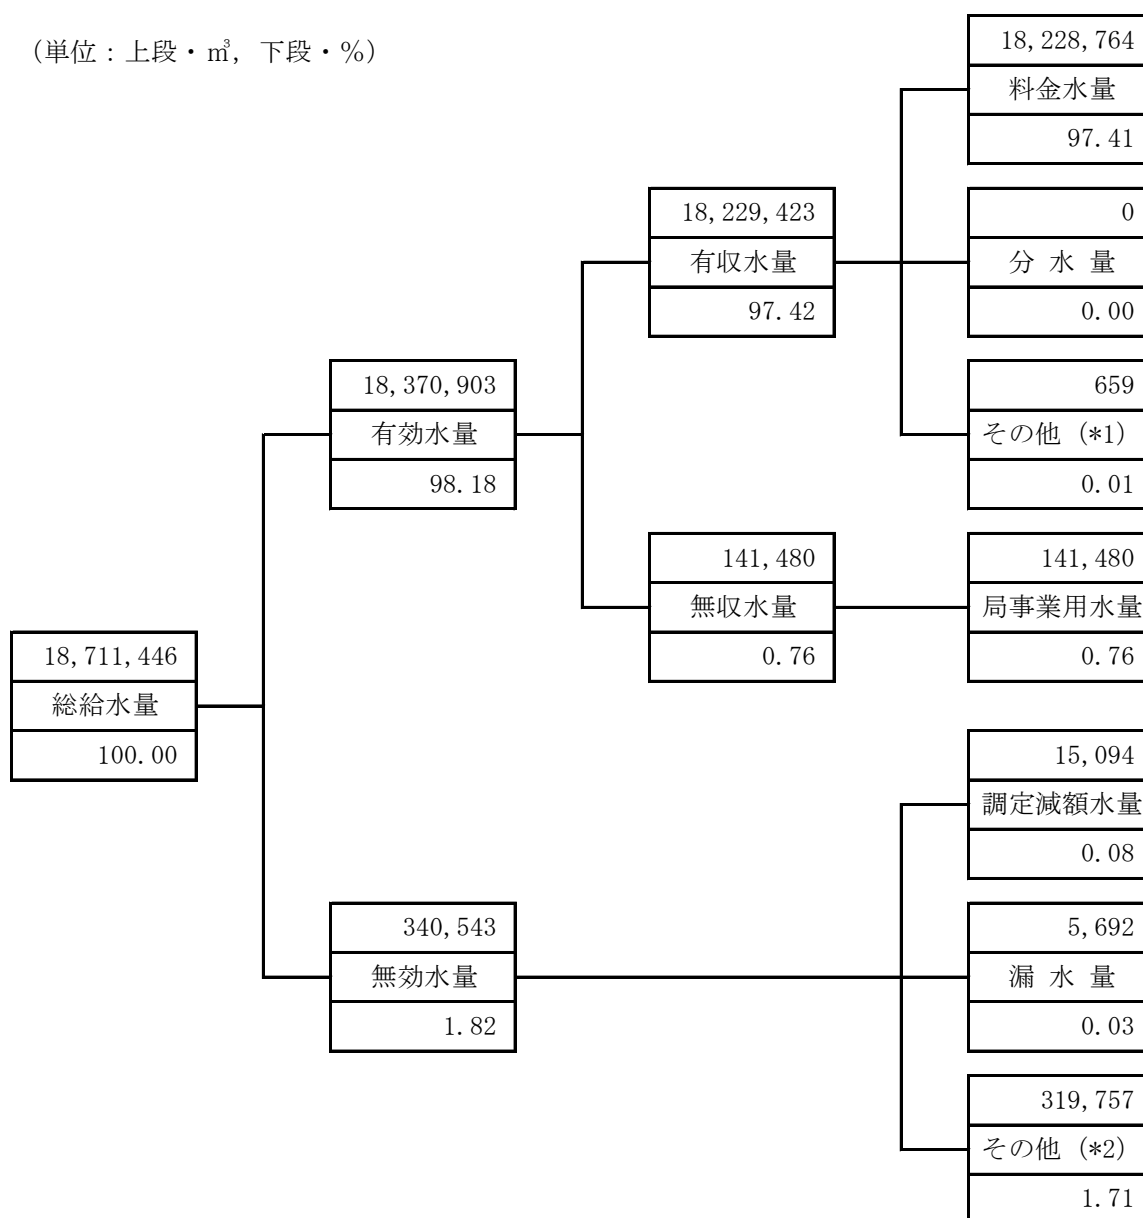 （単位：上段・㎥，下段・％）
18,228,764
料金水量
97.41
18,229,423
有収水量
97.42
0
分 水 量
0.00
18,370,903
有効水量
98.18
659
その他（*1）
0.01
141,480
無収水量
0.76
141,480
局事業用水量
0.76
18,711,446
総給水量
100.00
15,094
調定減額水量
0.08
340,543
無効水量
1.82
5,692
漏 水 量
0.03
319,757
その他（*2）
1.71